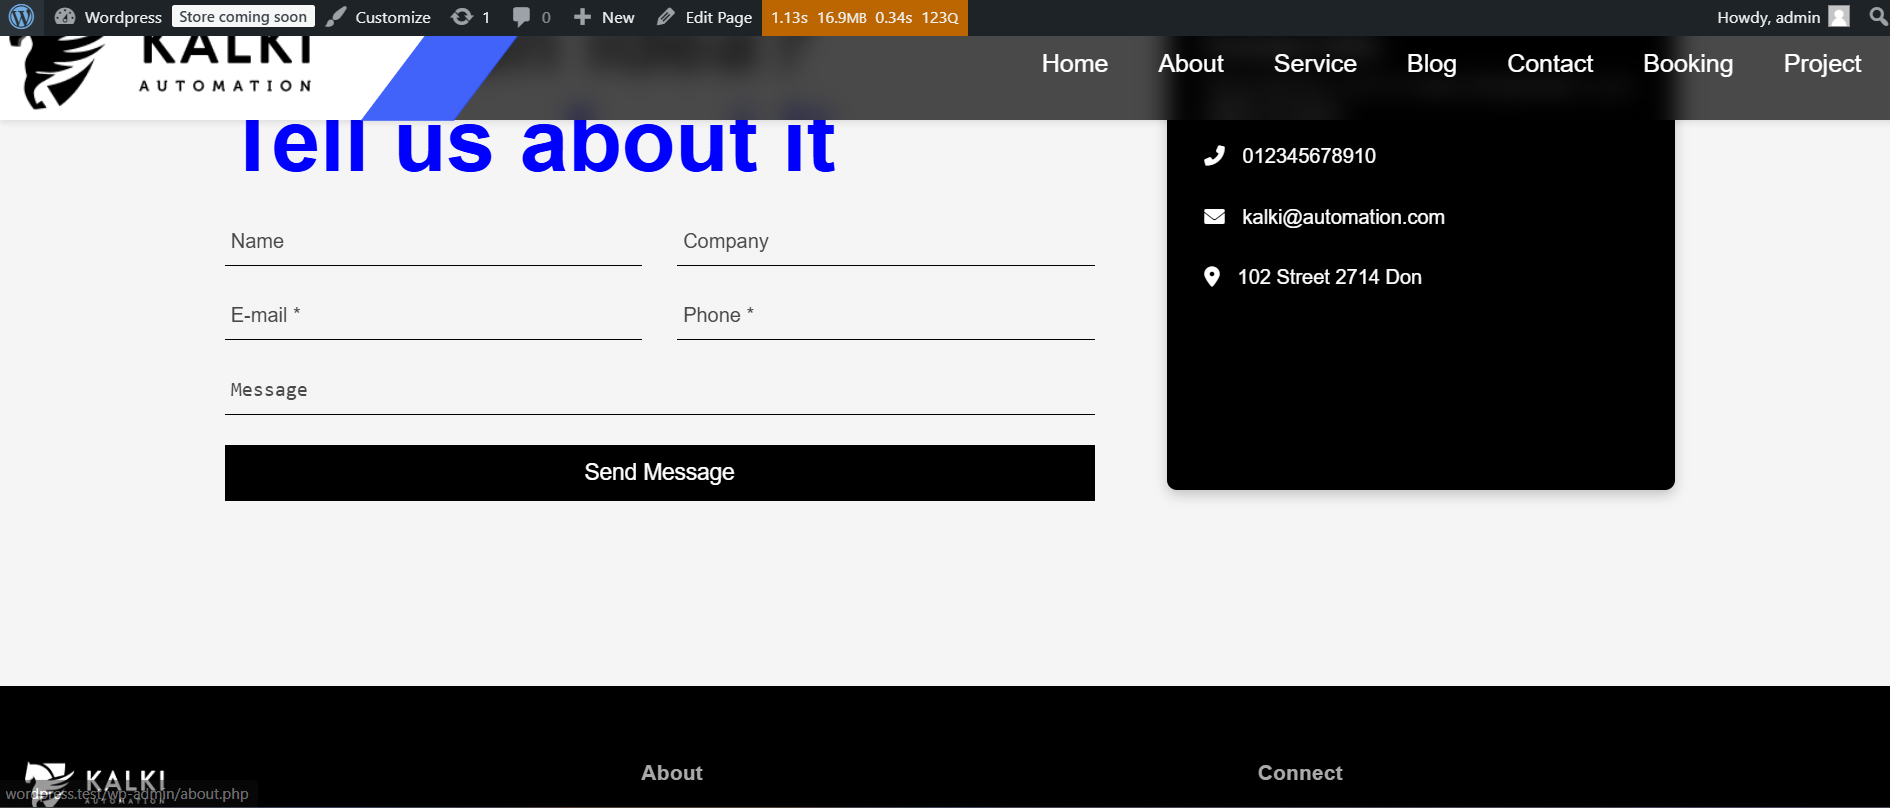 Wordpress Store coming soon Customize 1 0 New Edit Page 1.13s 16.9MB 0.34s 123Q Howdy, admin
KALKI
AUTOMATION
Home About Service Blog Contact Booking Project
Tell us about it
Name Company
E-mail * Phone *
Message
Send Message
012345678910
kalki@automation.com
102 Street 2714 Don
KALKI
AUTOMATION
About
Connect
wordpress.test/wp-admin/about.php